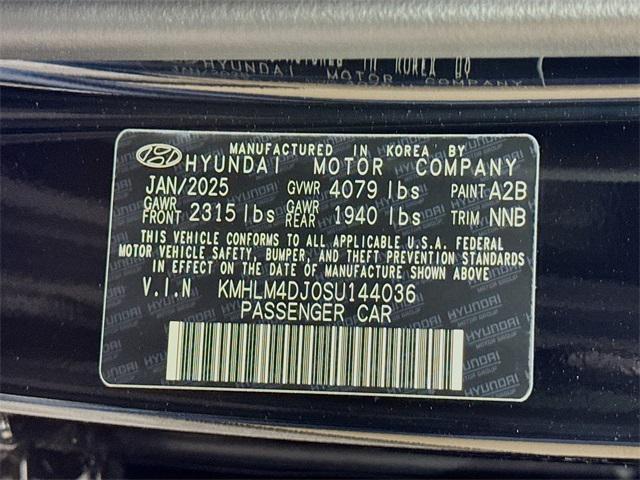 MANUFACTURED IN KOREA BY
HYUNDAI MOTOR COMPANY
JAN/2025 GVWR 4079 lbs PAINT A2B
GAWR FRONT 2315 lbs GAWR REAR 1940 lbs TRIM NNB
THIS VEHICLE CONFORMS TO ALL APPLICABLE U.S.A. FEDERAL
MOTOR VEHICLE SAFETY, BUMPER, AND THEFT PREVENTION STANDARDS
IN EFFECT ON THE DATE OF MANUFACTURE SHOWN ABOVE
V.I.N KMHLM4DJ0SU144036
PASSENGER CAR